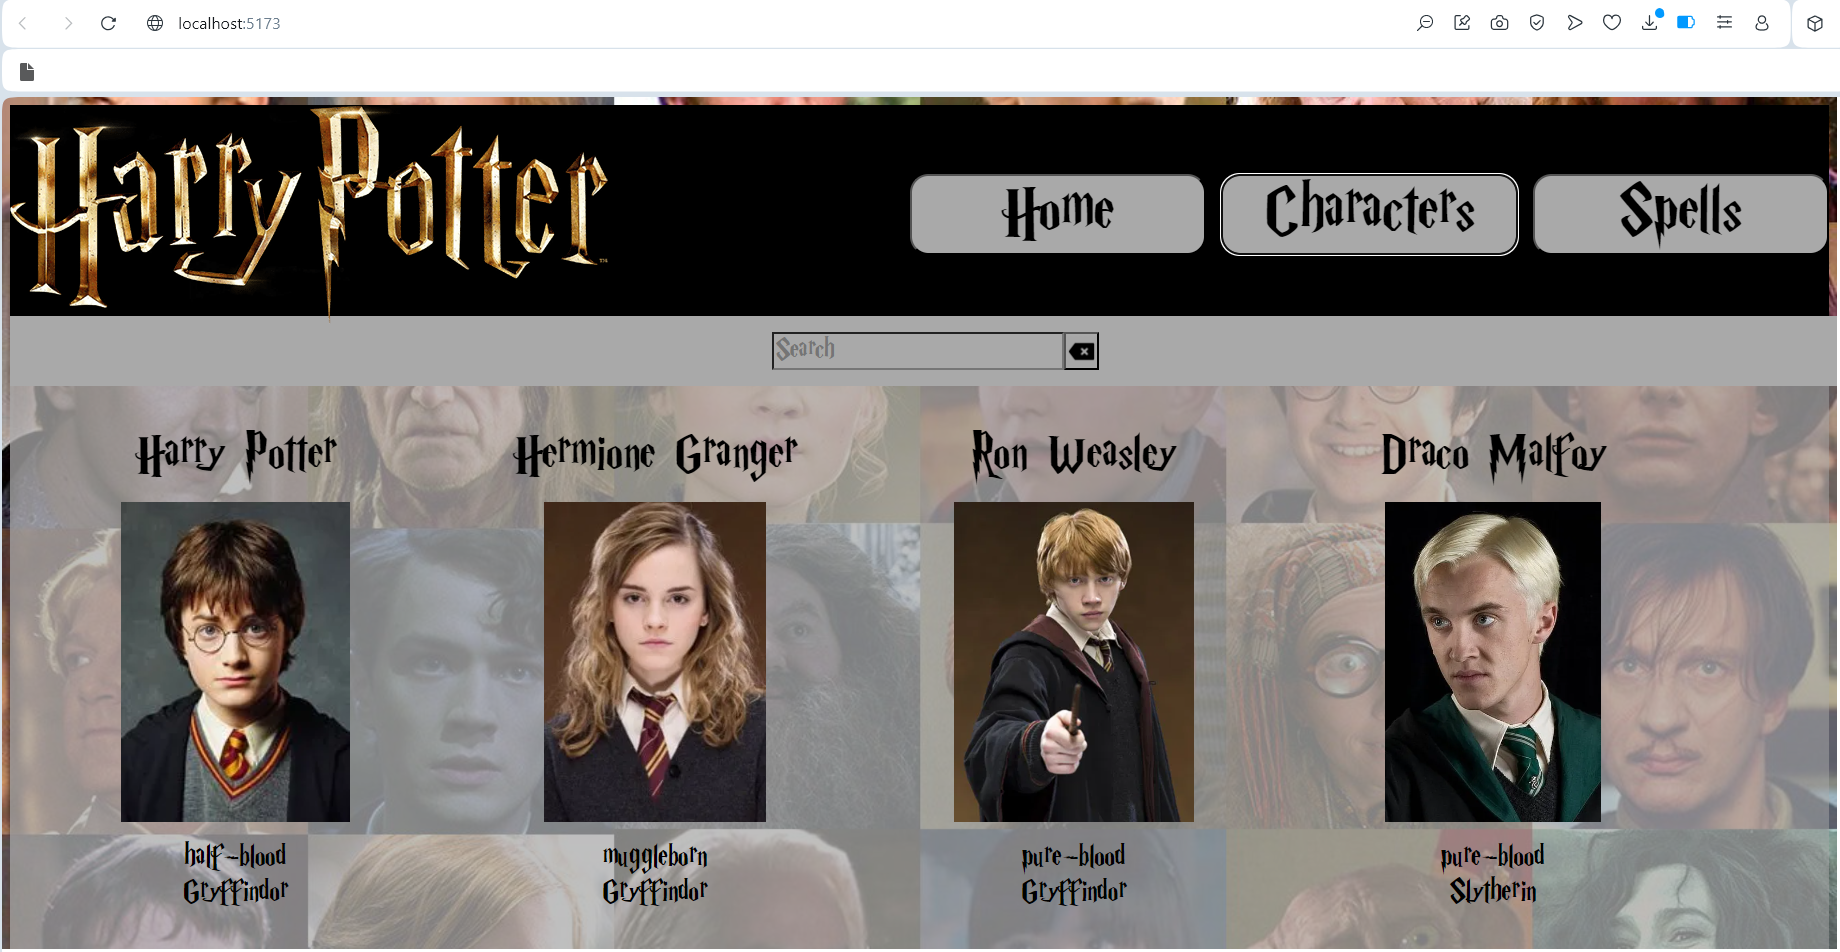 localhost:5173
Harry Potter™
Home
Characters
Spells
Search
Harry Potter
Hermione Granger
Ron Weasley
Draco Malfoy
half-blood
Gryffindor
muggleborn
Gryffindor
pure-blood
Gryffindor
pure-blood
Slytherin